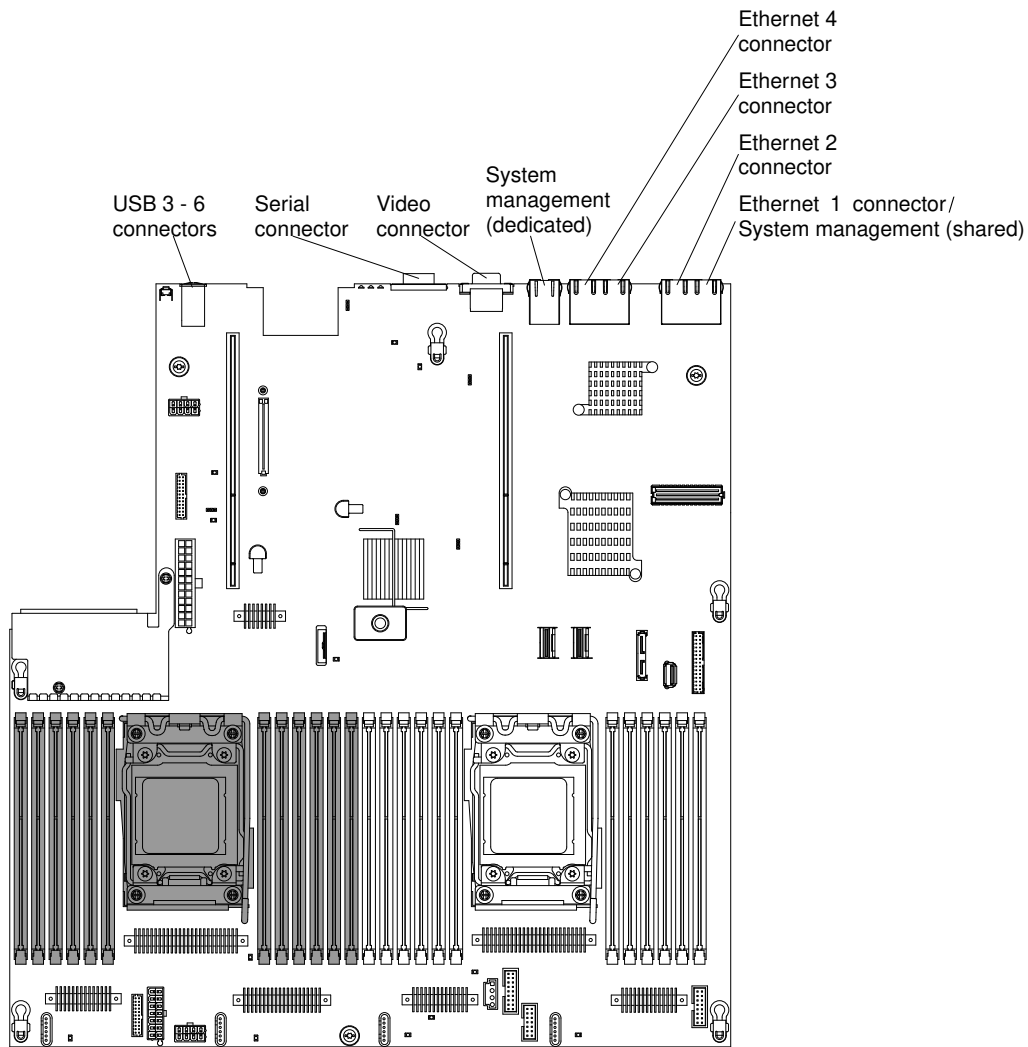 Ethernet 4
connector
Ethernet 3
connector
Ethernet 2
connector
Ethernet 1 connector/
System management (shared)
System
management
(dedicated)
Video
connector
Serial
connector
USB 3 - 6
connectors